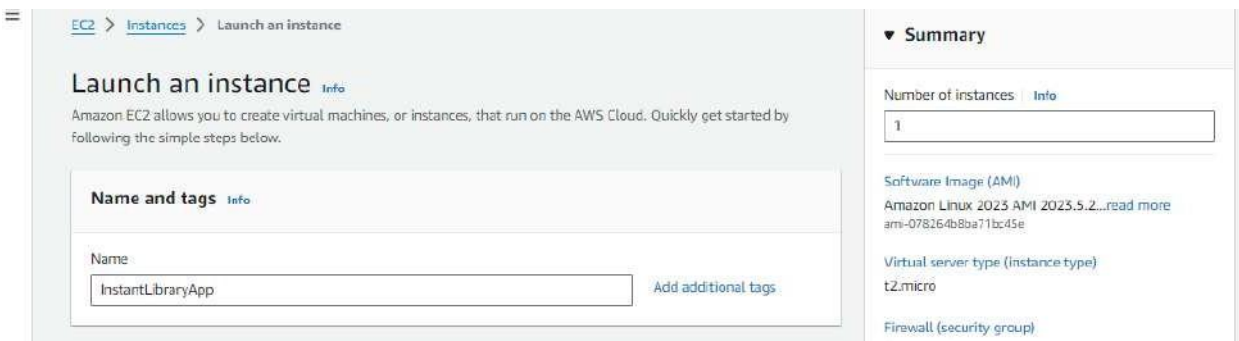 EC2 > Instances > Launch an instance
Launch an instance Info
Amazon EC2 allows you to create virtual machines, or instances, that run on the AWS Cloud. Quickly get started by
following the simple steps below.
Name and tags Info
Name
InstantLibraryApp
Add additional tags
▼ Summary
Number of instances Info
1
Software Image (AMI)
Amazon Linux 2023 AMI 2023.5.2...read more
ami-078264b8ba71bc45e
Virtual server type (instance type)
t2.micro
Firewall (security group)